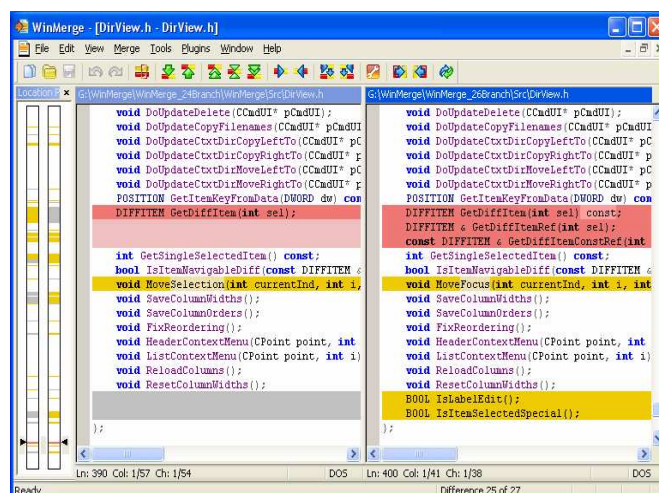 WinMerge - [DirView.h - DirView.h]
File Edit View Merge Tools Plugins Window Help
Location P
G:\WinMerge\WinMerge_24Branch\WinMerge\Src\DirView.h
void DoUpdateDelete(CCmdUI* pCmdUI);
void DoUpdateCopyFilenames(CCmdUI* pCmdUI
void DoUpdateCtxtDirCopyLeftTo(CCmdUI* pC
void DoUpdateCtxtDirCopyRightTo(CCmdUI* p
void DoUpdateCtxtDirMoveLeftTo(CCmdUI* pC
void DoUpdateCtxtDirMoveRightTo(CCmdUI* p
POSITION GetItemKeyFromData(DWORD dw) con
DIFFITEM GetDiffItem(int sel);
int GetSingleSelectedItem() const;
bool IsItemNavigableDiff(const DIFFITEM &
void MoveSelection(int currentInd, int i,
void SaveColumnWidths();
void SaveColumnOrders();
void FixReordering();
void HeaderContextMenu(CPoint point, int
void ListContextMenu(CPoint point, int i)
void ReloadColumns();
void ResetColumnWidths();
};
Ln: 390 Col: 1/57 Ch: 1/54
DOS
G:\WinMerge\WinMerge_26Branch\Src\DirView.h
void DoUpdateDelete(CCmdUI* pCmdUI);
void DoUpdateCopyFilenames(CCmdUI* pCmdUI
void DoUpdateCtxtDirCopyLeftTo(CCmdUI* pC
void DoUpdateCtxtDirCopyRightTo(CCmdUI* p
void DoUpdateCtxtDirMoveLeftTo(CCmdUI* pC
void DoUpdateCtxtDirMoveRightTo(CCmdUI* p
POSITION GetItemKeyFromData(DWORD dw) con
DIFFITEM GetDiffItem(int sel) const;
DIFFITEM & GetDiffItemRef(int sel);
const DIFFITEM & GetDiffItemConstRef(int
int GetSingleSelectedItem() const;
bool IsItemNavigableDiff(const DIFFITEM &
void MoveFocus(int currentInd, int i, int
void SaveColumnWidths();
void SaveColumnOrders();
void FixReordering();
void HeaderContextMenu(CPoint point, int
void ListContextMenu(CPoint point, int i)
void ReloadColumns();
void ResetColumnWidths();
BOOL IsLabelEdit();
BOOL IsItemSelectedSpecial();
};
Ln: 400 Col: 1/41 Ch: 1/38
DOS
Ready
Difference 25 of 27